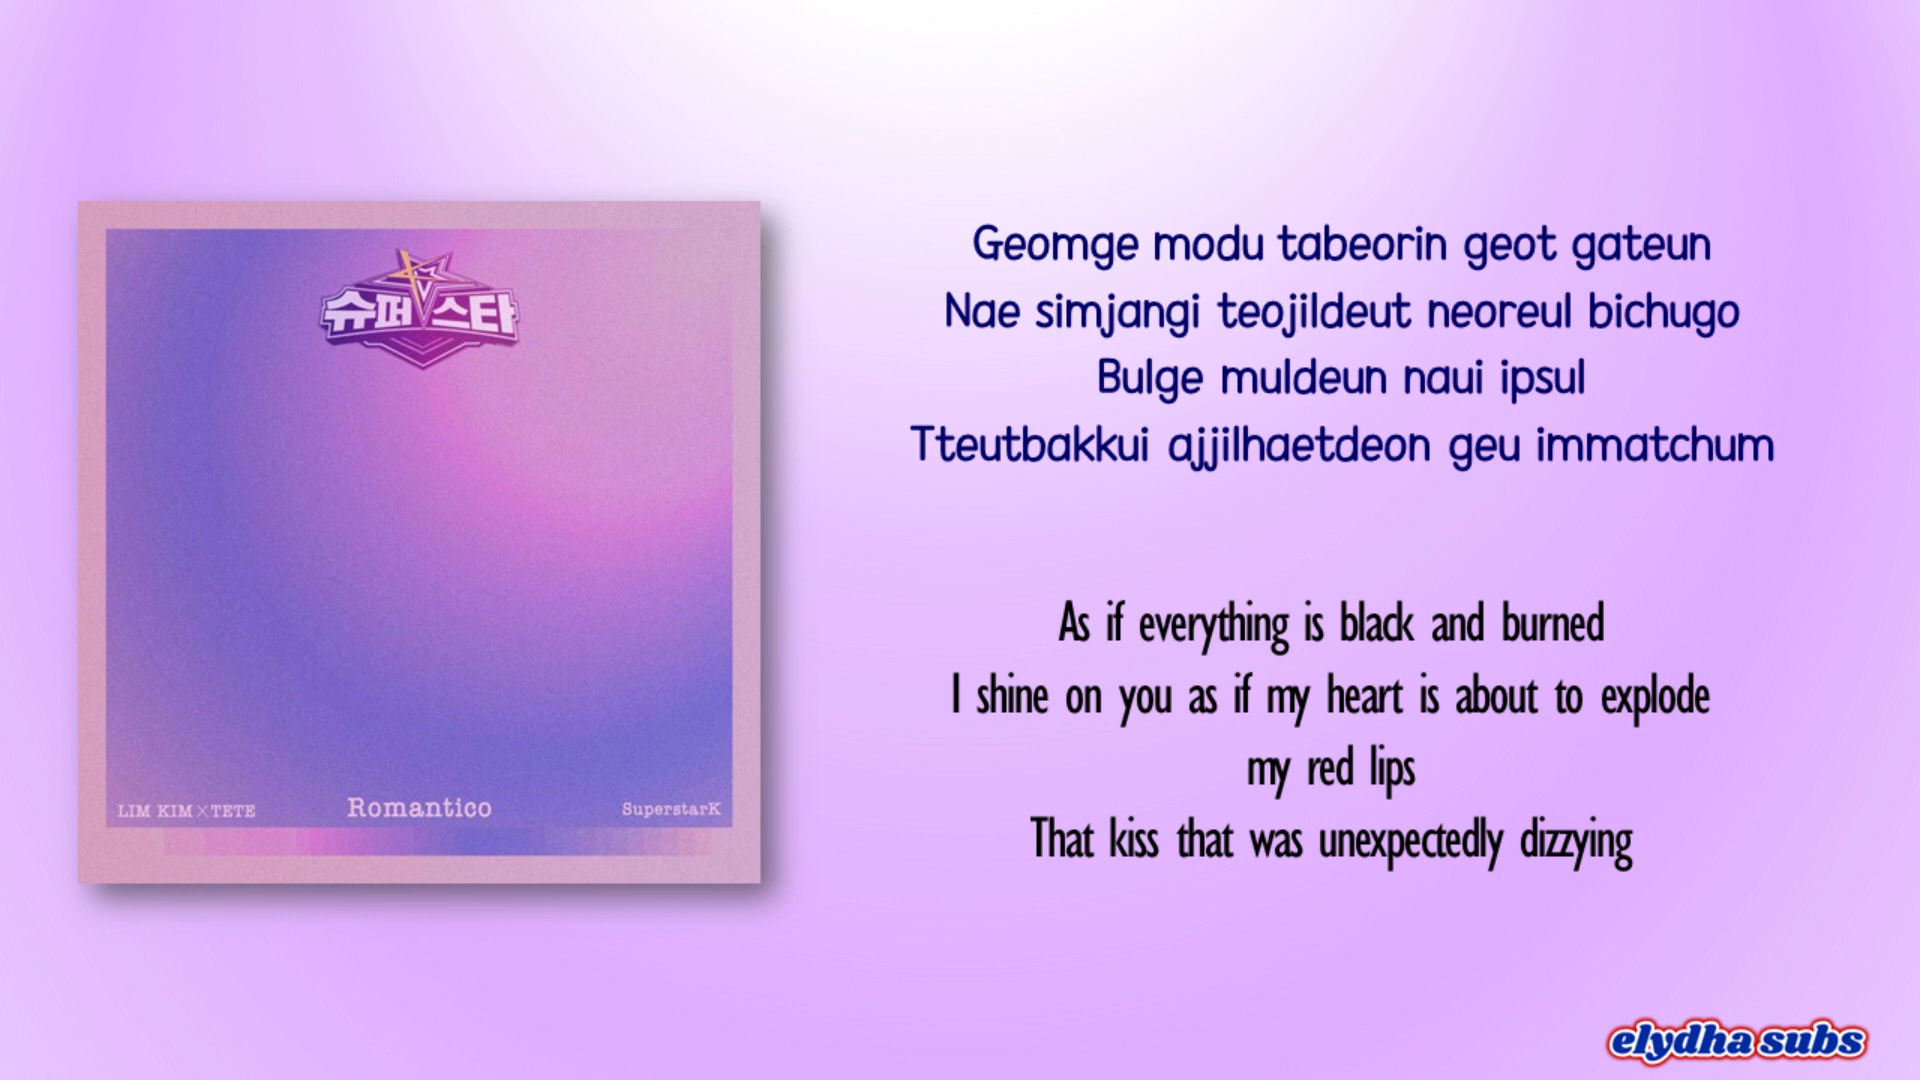 슈퍼스타
LIM KIM×TETE
Romantico
SuperstarK
Geomge modu tabeorin geot gateun
Nae simjangi teojildeut neoreul bichugo
Bulge muldeun naui ipsul
Tteutbakkui ajjilhaetdeon geu immatchum
As if everything is black and burned
I shine on you as if my heart is about to explode
my red lips
That kiss that was unexpectedly dizzying
elydha subs